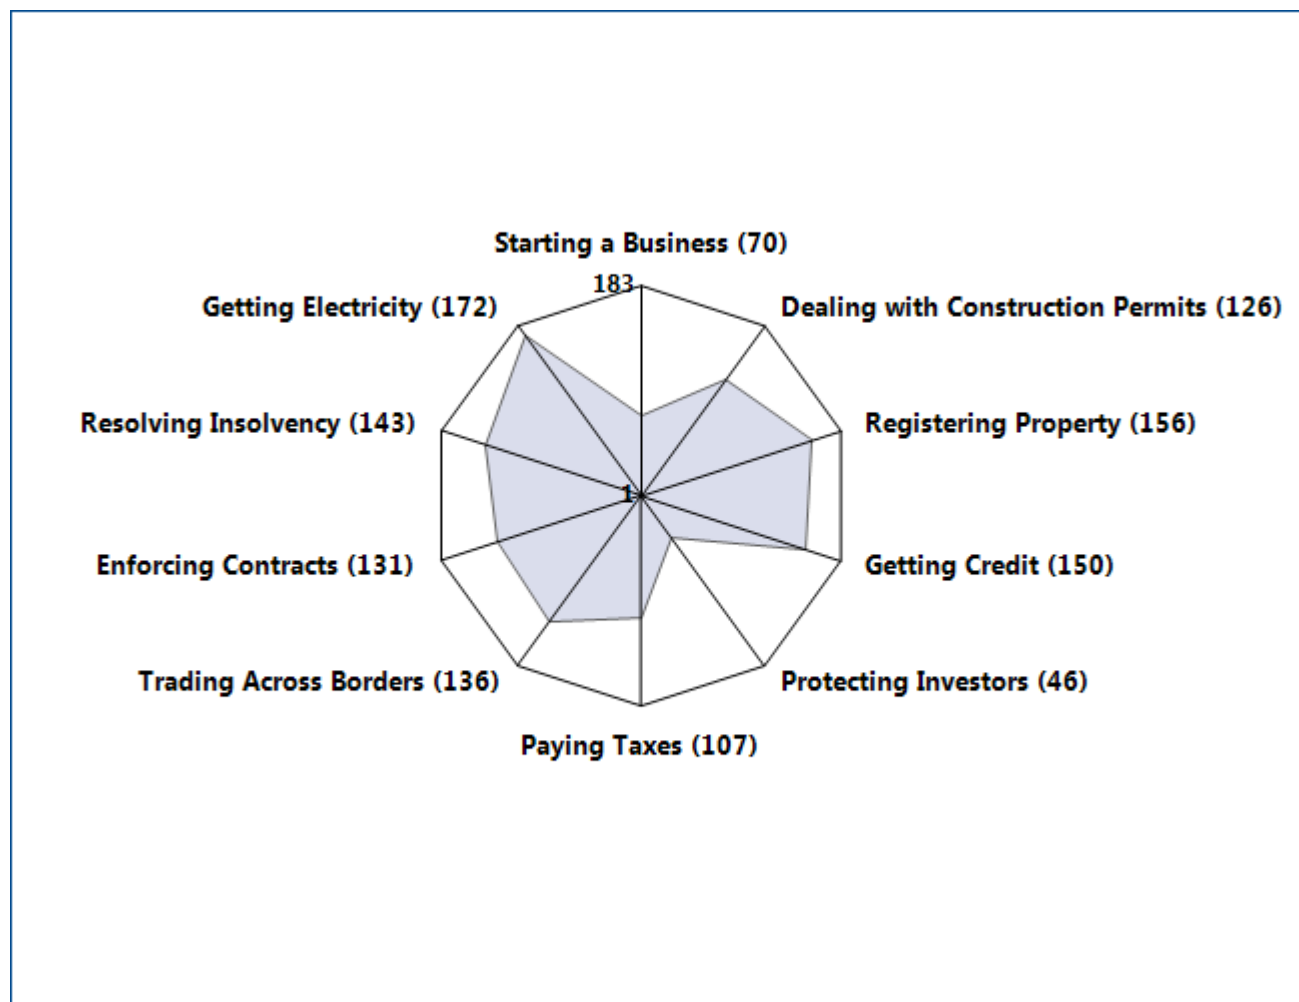 Starting a Business (70)
183
Getting Electricity (172)
Dealing with Construction Permits (126)
Resolving Insolvency (143)
Registering Property (156)
1
Enforcing Contracts (131)
Getting Credit (150)
Trading Across Borders (136)
Protecting Investors (46)
Paying Taxes (107)